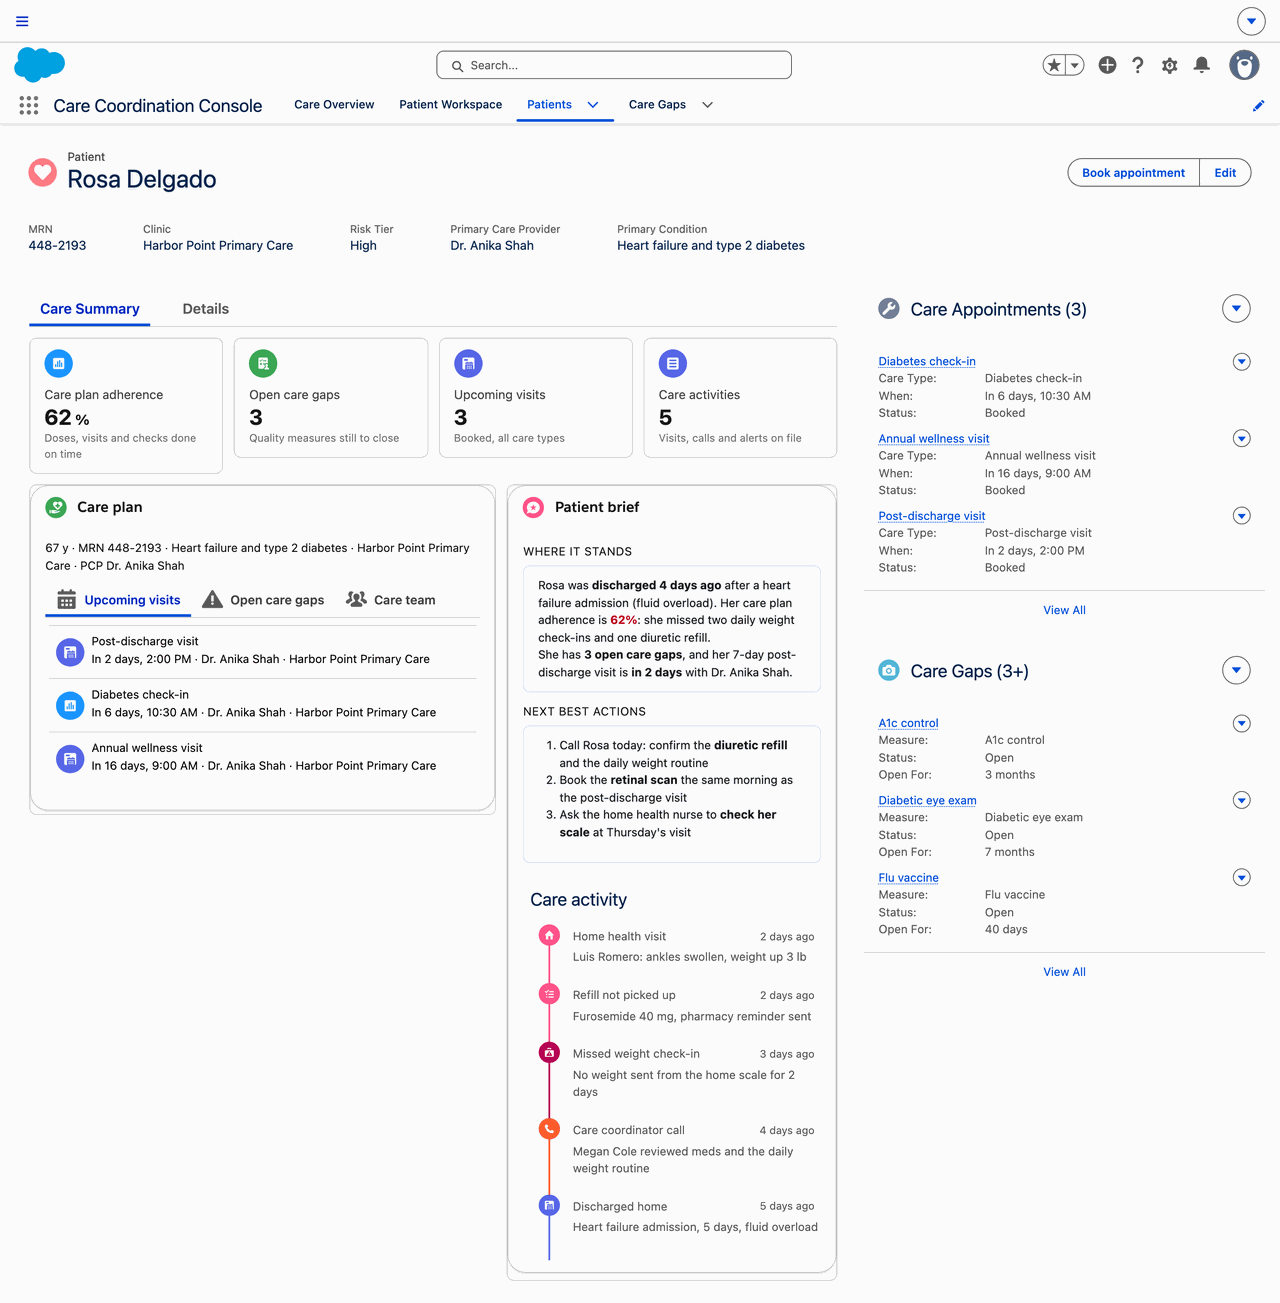 Search...
Care Coordination Console
Care Overview
Patient Workspace
Patients
Care Gaps
Patient
Rosa Delgado
Book appointment
Edit
MRN
448-2193
Clinic
Harbor Point Primary Care
Risk Tier
High
Primary Care Provider
Dr. Anika Shah
Primary Condition
Heart failure and type 2 diabetes
Care Summary
Details
Care plan adherence
62 %
Doses, visits and checks done
on time
Open care gaps
3
Quality measures still to close
Upcoming visits
3
Booked, all care types
Care activities
5
Visits, calls and alerts on file
Care plan
67 y · MRN 448-2193 · Heart failure and type 2 diabetes · Harbor Point Primary
Care · PCP Dr. Anika Shah
Upcoming visits
Open care gaps
Care team
Post-discharge visit
In 2 days, 2:00 PM · Dr. Anika Shah · Harbor Point Primary Care
Diabetes check-in
In 6 days, 10:30 AM · Dr. Anika Shah · Harbor Point Primary Care
Annual wellness visit
In 16 days, 9:00 AM · Dr. Anika Shah · Harbor Point Primary Care
Patient brief
WHERE IT STANDS
Rosa was discharged 4 days ago after a heart
failure admission (fluid overload). Her care plan
adherence is 62%: she missed two daily weight
check-ins and one diuretic refill.
She has 3 open care gaps, and her 7-day post-
discharge visit is in 2 days with Dr. Anika Shah.
NEXT BEST ACTIONS
1. Call Rosa today: confirm the diuretic refill
and the daily weight routine
2. Book the retinal scan the same morning as
the post-discharge visit
3. Ask the home health nurse to check her
scale at Thursday's visit
Care activity
Home health visit
2 days ago
Luis Romero: ankles swollen, weight up 3 lb
Refill not picked up
2 days ago
Furosemide 40 mg, pharmacy reminder sent
Missed weight check-in
3 days ago
No weight sent from the home scale for 2
days
Care coordinator call
4 days ago
Megan Cole reviewed meds and the daily
weight routine
Discharged home
5 days ago
Heart failure admission, 5 days, fluid overload
Care Appointments (3)
Diabetes check-in
Care Type: Diabetes check-in
When: In 6 days, 10:30 AM
Status: Booked
Annual wellness visit
Care Type: Annual wellness visit
When: In 16 days, 9:00 AM
Status: Booked
Post-discharge visit
Care Type: Post-discharge visit
When: In 2 days, 2:00 PM
Status: Booked
View All
Care Gaps (3+)
A1c control
Measure: A1c control
Status: Open
Open For: 3 months
Diabetic eye exam
Measure: Diabetic eye exam
Status: Open
Open For: 7 months
Flu vaccine
Measure: Flu vaccine
Status: Open
Open For: 40 days
View All